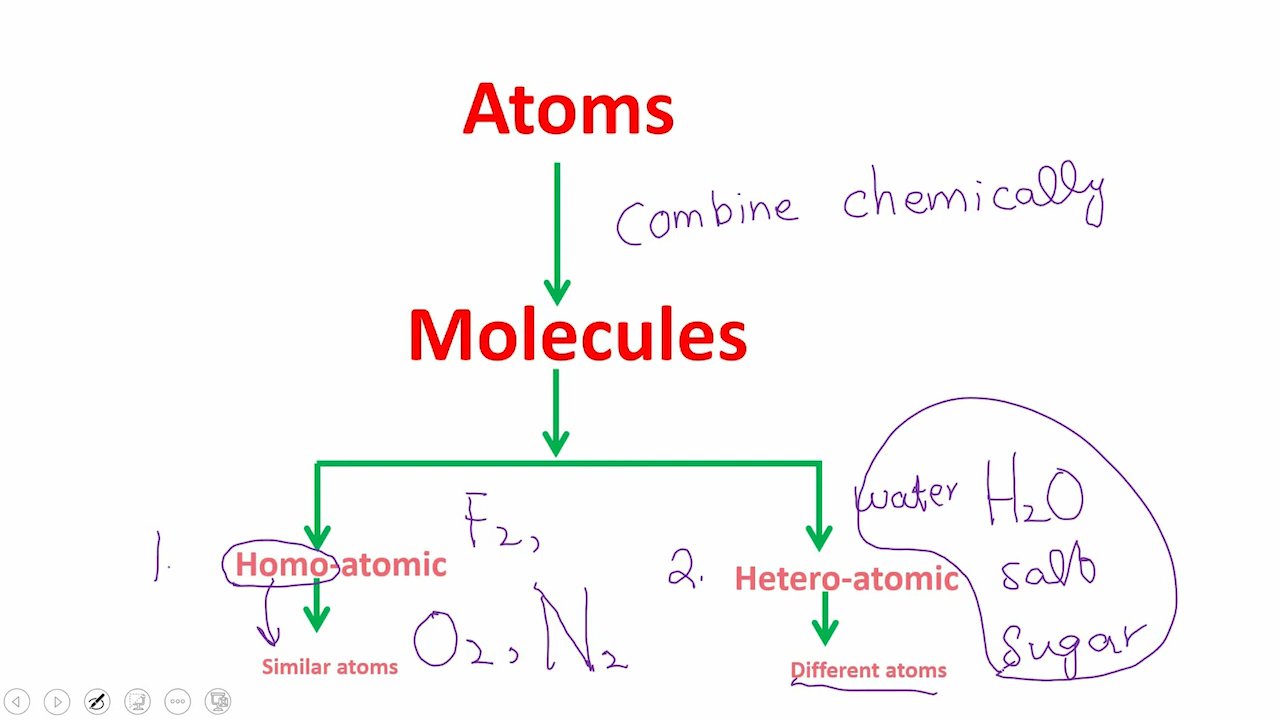 Atoms
Combine chemically
Molecules
water H₂O
F₂,
1. Homo-atomic
2. Hetero-atomic
salt
O₂, N₂
Sugar
Similar atoms
Different atoms